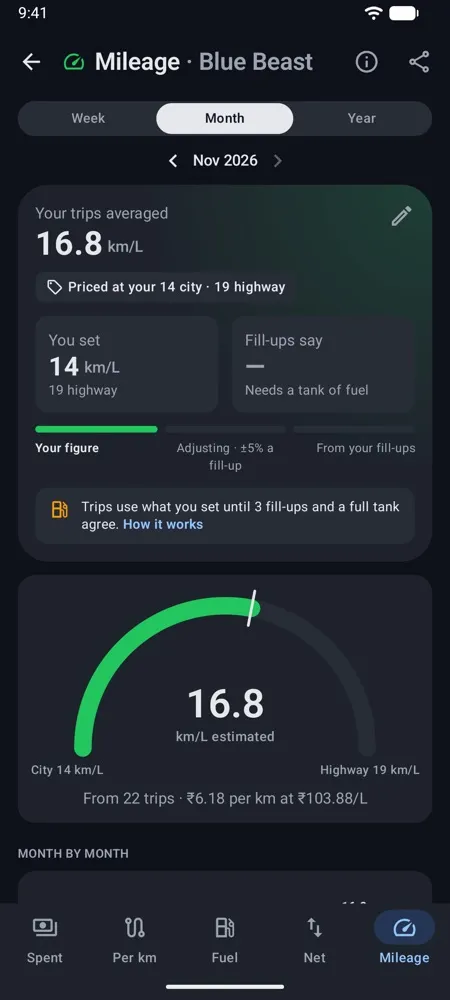 9:41
Mileage · Blue Beast
Week Month Year
Nov 2026
Your trips averaged
16.8 km/L
Priced at your 14 city · 19 highway
You set
14 km/L
19 highway
Fill-ups say
—
Needs a tank of fuel
Your figure
Adjusting · ±5% a
fill-up
From your fill-ups
Trips use what you set until 3 fill-ups and a full tank
agree. How it works
16.8
km/L estimated
City 14 km/L
Highway 19 km/L
From 22 trips · ₹6.18 per km at ₹103.88/L
MONTH BY MONTH
Spent Per km Fuel Net Mileage